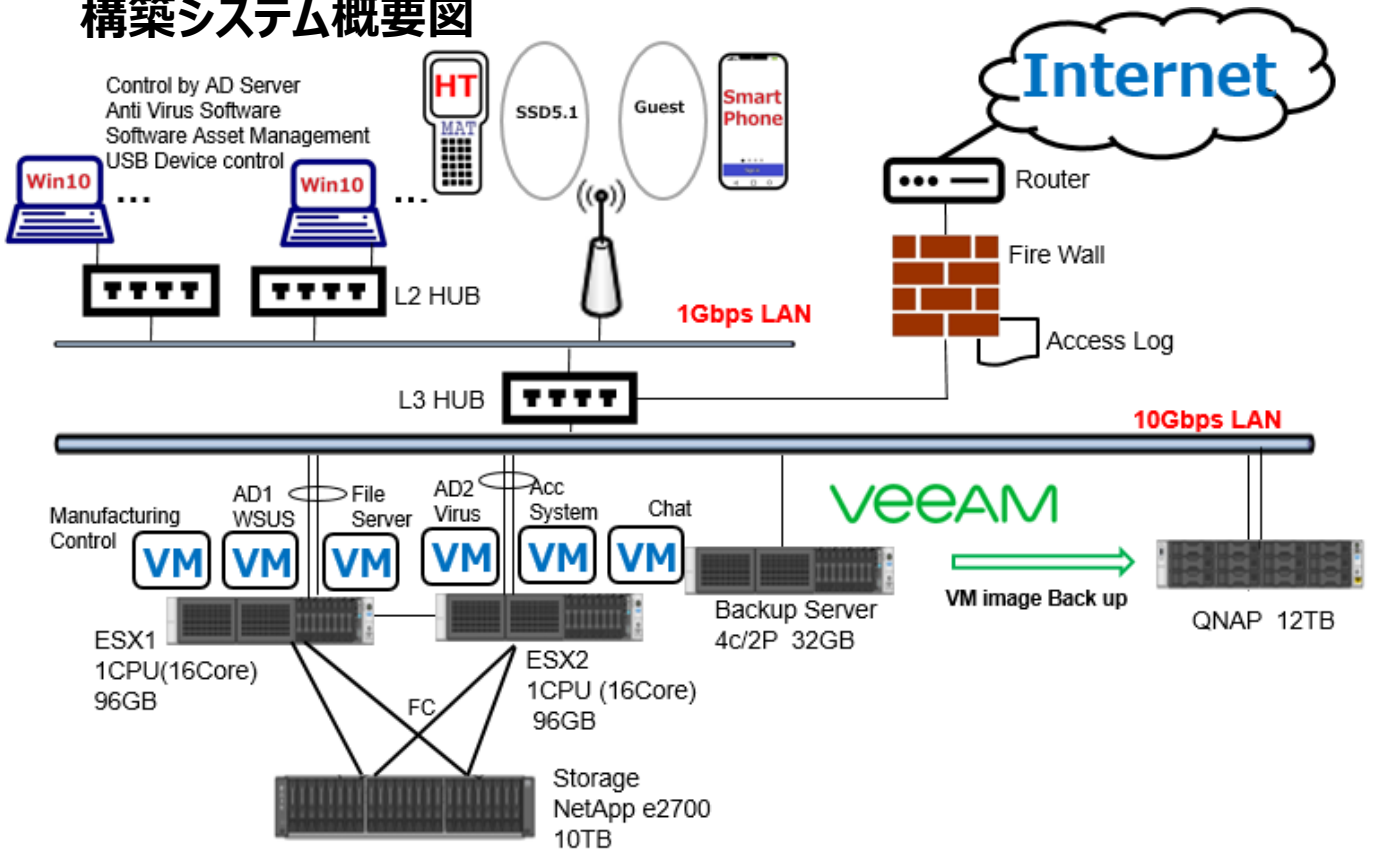 構築システム概要図
Control by AD Server
Anti Virus Software
Software Asset Management
USB Device control
Win10
...
Win10
...
HT
MAT
SSD5.1
Guest
Smart
Phone
Internet
Router
Fire Wall
Access Log
L2 HUB
1Gbps LAN
L3 HUB
10Gbps LAN
Manufacturing
Control
VM
AD1
WSUS
VM
File
Server
VM
AD2
Virus
VM
Acc
System
VM
Chat
VM
veeAM
VM image Back up
ESX1
1CPU(16Core)
96GB
ESX2
1CPU (16Core)
96GB
Backup Server
4c/2P 32GB
QNAP 12TB
FC
Storage
NetApp e2700
10TB